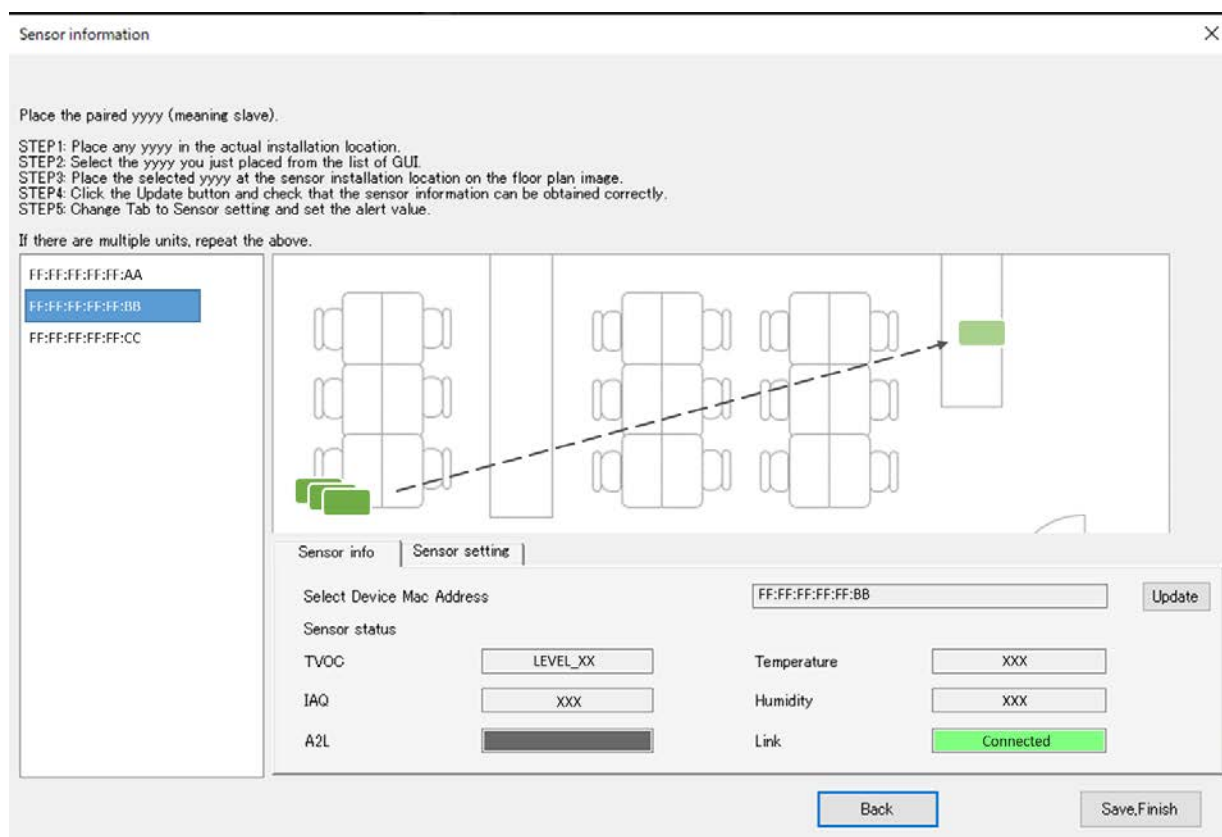 Sensor information
Place the paired yyyy (meaning slave).
STEP1: Place any yyyy in the actual installation location.
STEP2: Select the yyyy you just placed from the list of GUI.
STEP3: Place the selected yyyy at the sensor installation location on the floor plan image.
STEP4: Click the Update button and check that the sensor information can be obtained correctly.
STEP5: Change Tab to Sensor setting and set the alert value.
If there are multiple units, repeat the above.
FF:FF:FF:FF:FF:AA
FF:FF:FF:FF:FF:BB
FF:FF:FF:FF:FF:CC
Sensor info
Sensor setting
Select Device Mac Address
FF:FF:FF:FF:FF:BB
Update
Sensor status
TVOC
LEVEL_XX
Temperature
XXX
IAQ
XXX
Humidity
XXX
A2L
Link
Connected
Back
Save,Finish